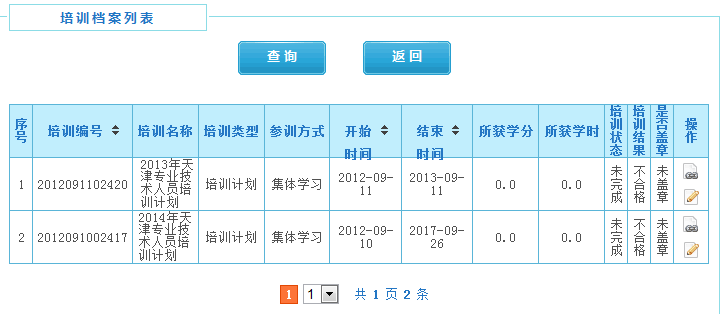 培训档案列表
查询 返回
序号 培训编号 培训名称 培训类型 参训方式 开始时间 结束时间 所获学分 所获学时 培训状态 培训结果 是否盖章 操作
1 2012091102420 2013年天津专业技术人员培训计划 培训计划 集体学习 2012-09-11 2013-09-11 0.0 0.0 未完成 不合格 未盖章
2 2012091002417 2014年天津专业技术人员培训计划 培训计划 集体学习 2012-09-10 2017-09-26 0.0 0.0 未完成 不合格 未盖章
1 1 共 1 页 2 条